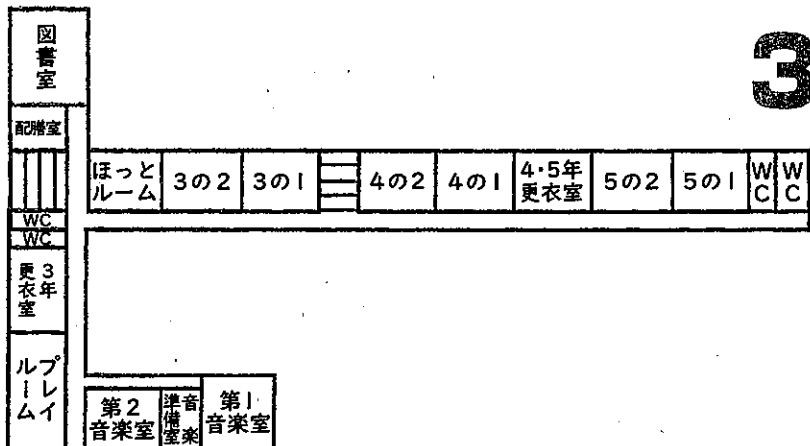 図書室
3
配膳室
ほっと
ルーム
3の2
3の1
4の2
4の1
4・5年
更衣室
5の2
5の1
WC
WC
WC
WC
3年
更衣室
プレイ
ルーム
第2
音楽室
音楽
準備室
第1
音楽室